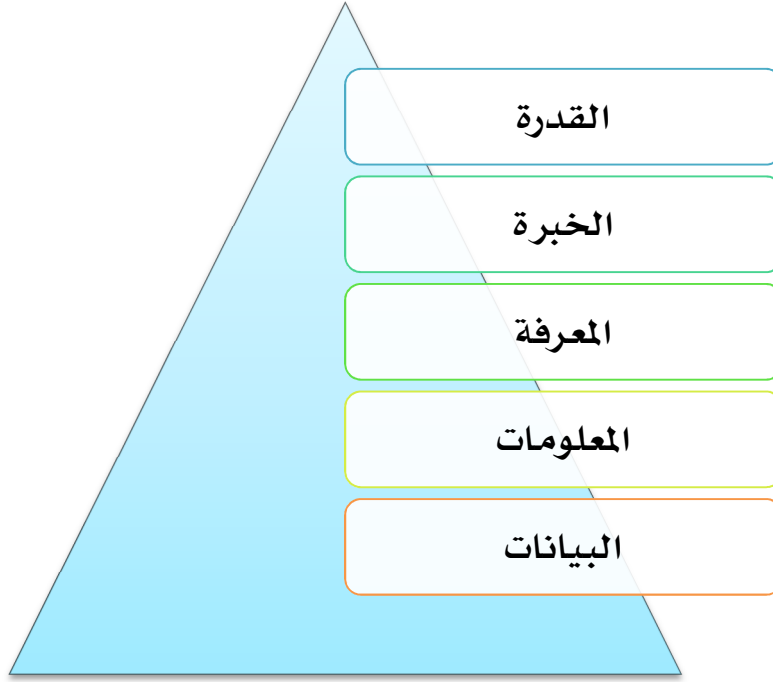 القدرة
الخبرة
المعرفة
المعلومات
البيانات